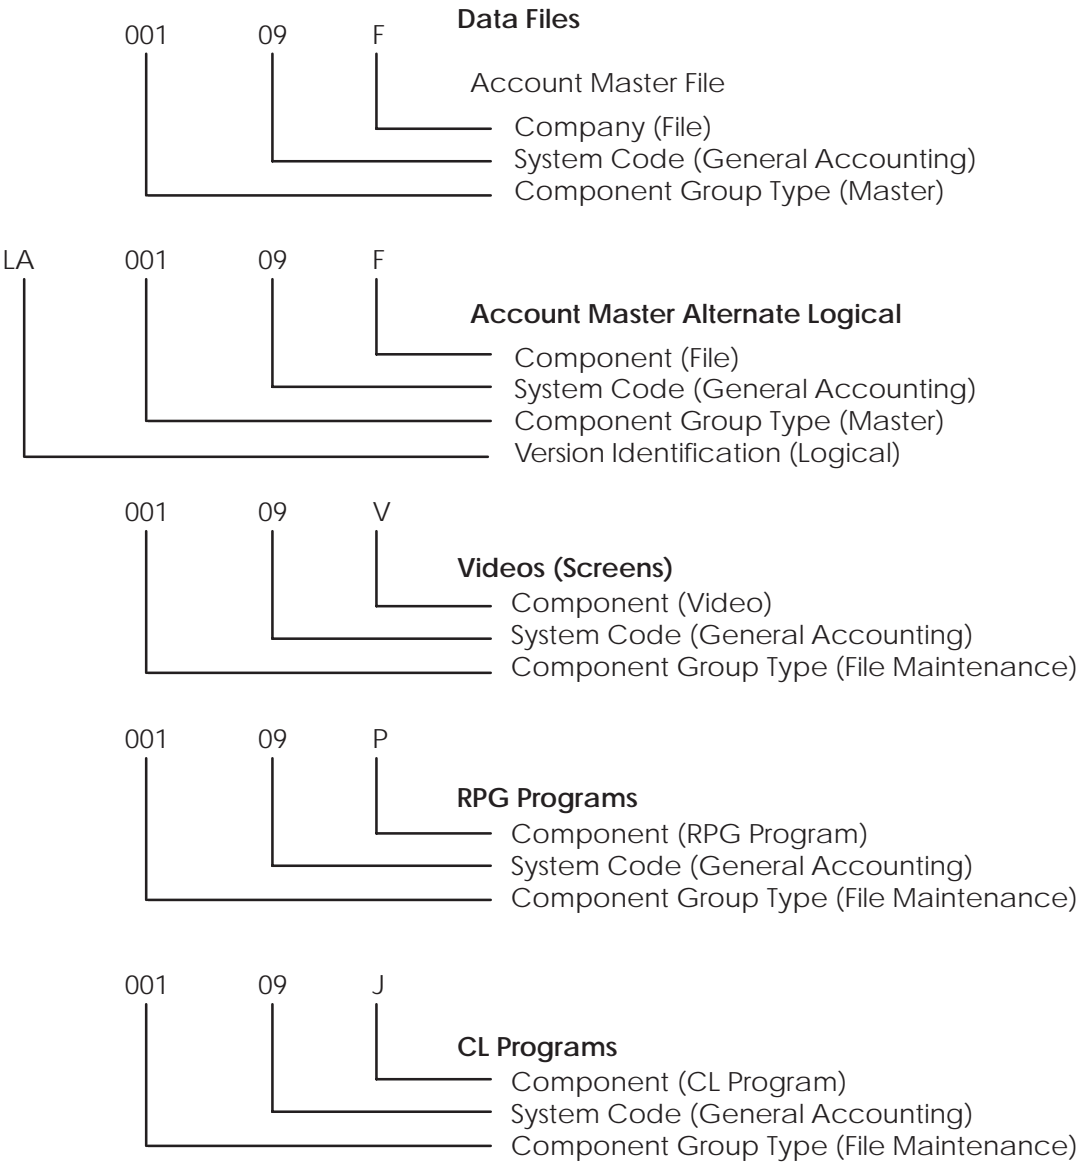 Data Files
001 09 F
Account Master File
Company (File)
System Code (General Accounting)
Component Group Type (Master)
LA 001 09 F
Account Master Alternate Logical
Component (File)
System Code (General Accounting)
Component Group Type (Master)
Version Identification (Logical)
001 09 V
Videos (Screens)
Component (Video)
System Code (General Accounting)
Component Group Type (File Maintenance)
001 09 P
RPG Programs
Component (RPG Program)
System Code (General Accounting)
Component Group Type (File Maintenance)
001 09 J
CL Programs
Component (CL Program)
System Code (General Accounting)
Component Group Type (File Maintenance)